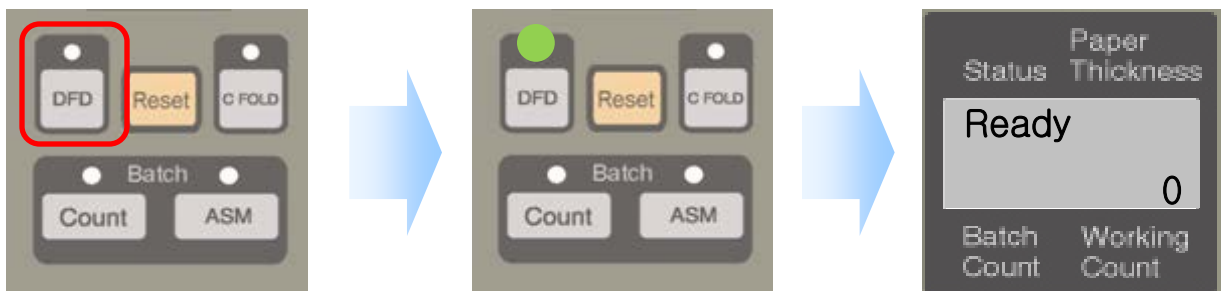 DFD Reset C FOLD
Batch
Count ASM
DFD Reset C FOLD
Batch
Count ASM
Paper
Status Thickness
Ready
0
Batch Working
Count Count